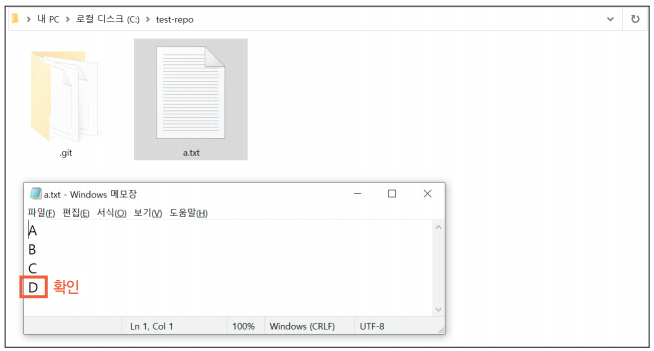 내 PC > 로컬 디스크 (C:) > test-repo
.git
a.txt
a.txt - Windows 메모장
파일(F) 편집(E) 서식(O) 보기(V) 도움말(H)
A
B
C
D 확인
Ln 1, Col 1 100% Windows (CRLF) UTF-8